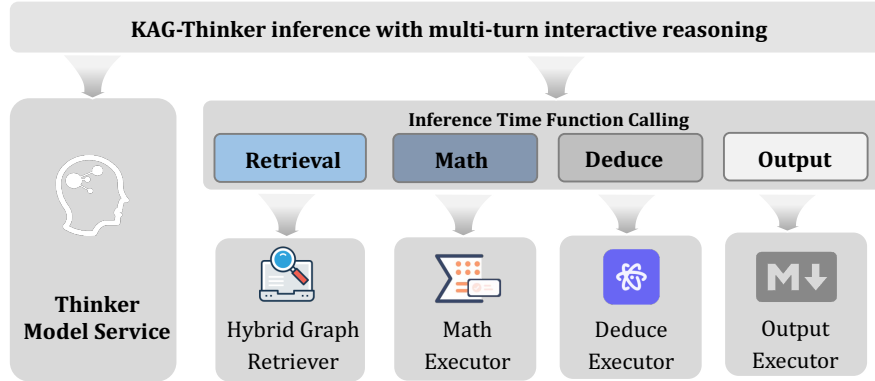 KAG-Thinker inference with multi-turn interactive reasoning
Inference Time Function Calling
Retrieval
Math
Deduce
Output
Thinker
Model Service
Hybrid Graph
Retriever
Math
Executor
Deduce
Executor
M
Output
Executor